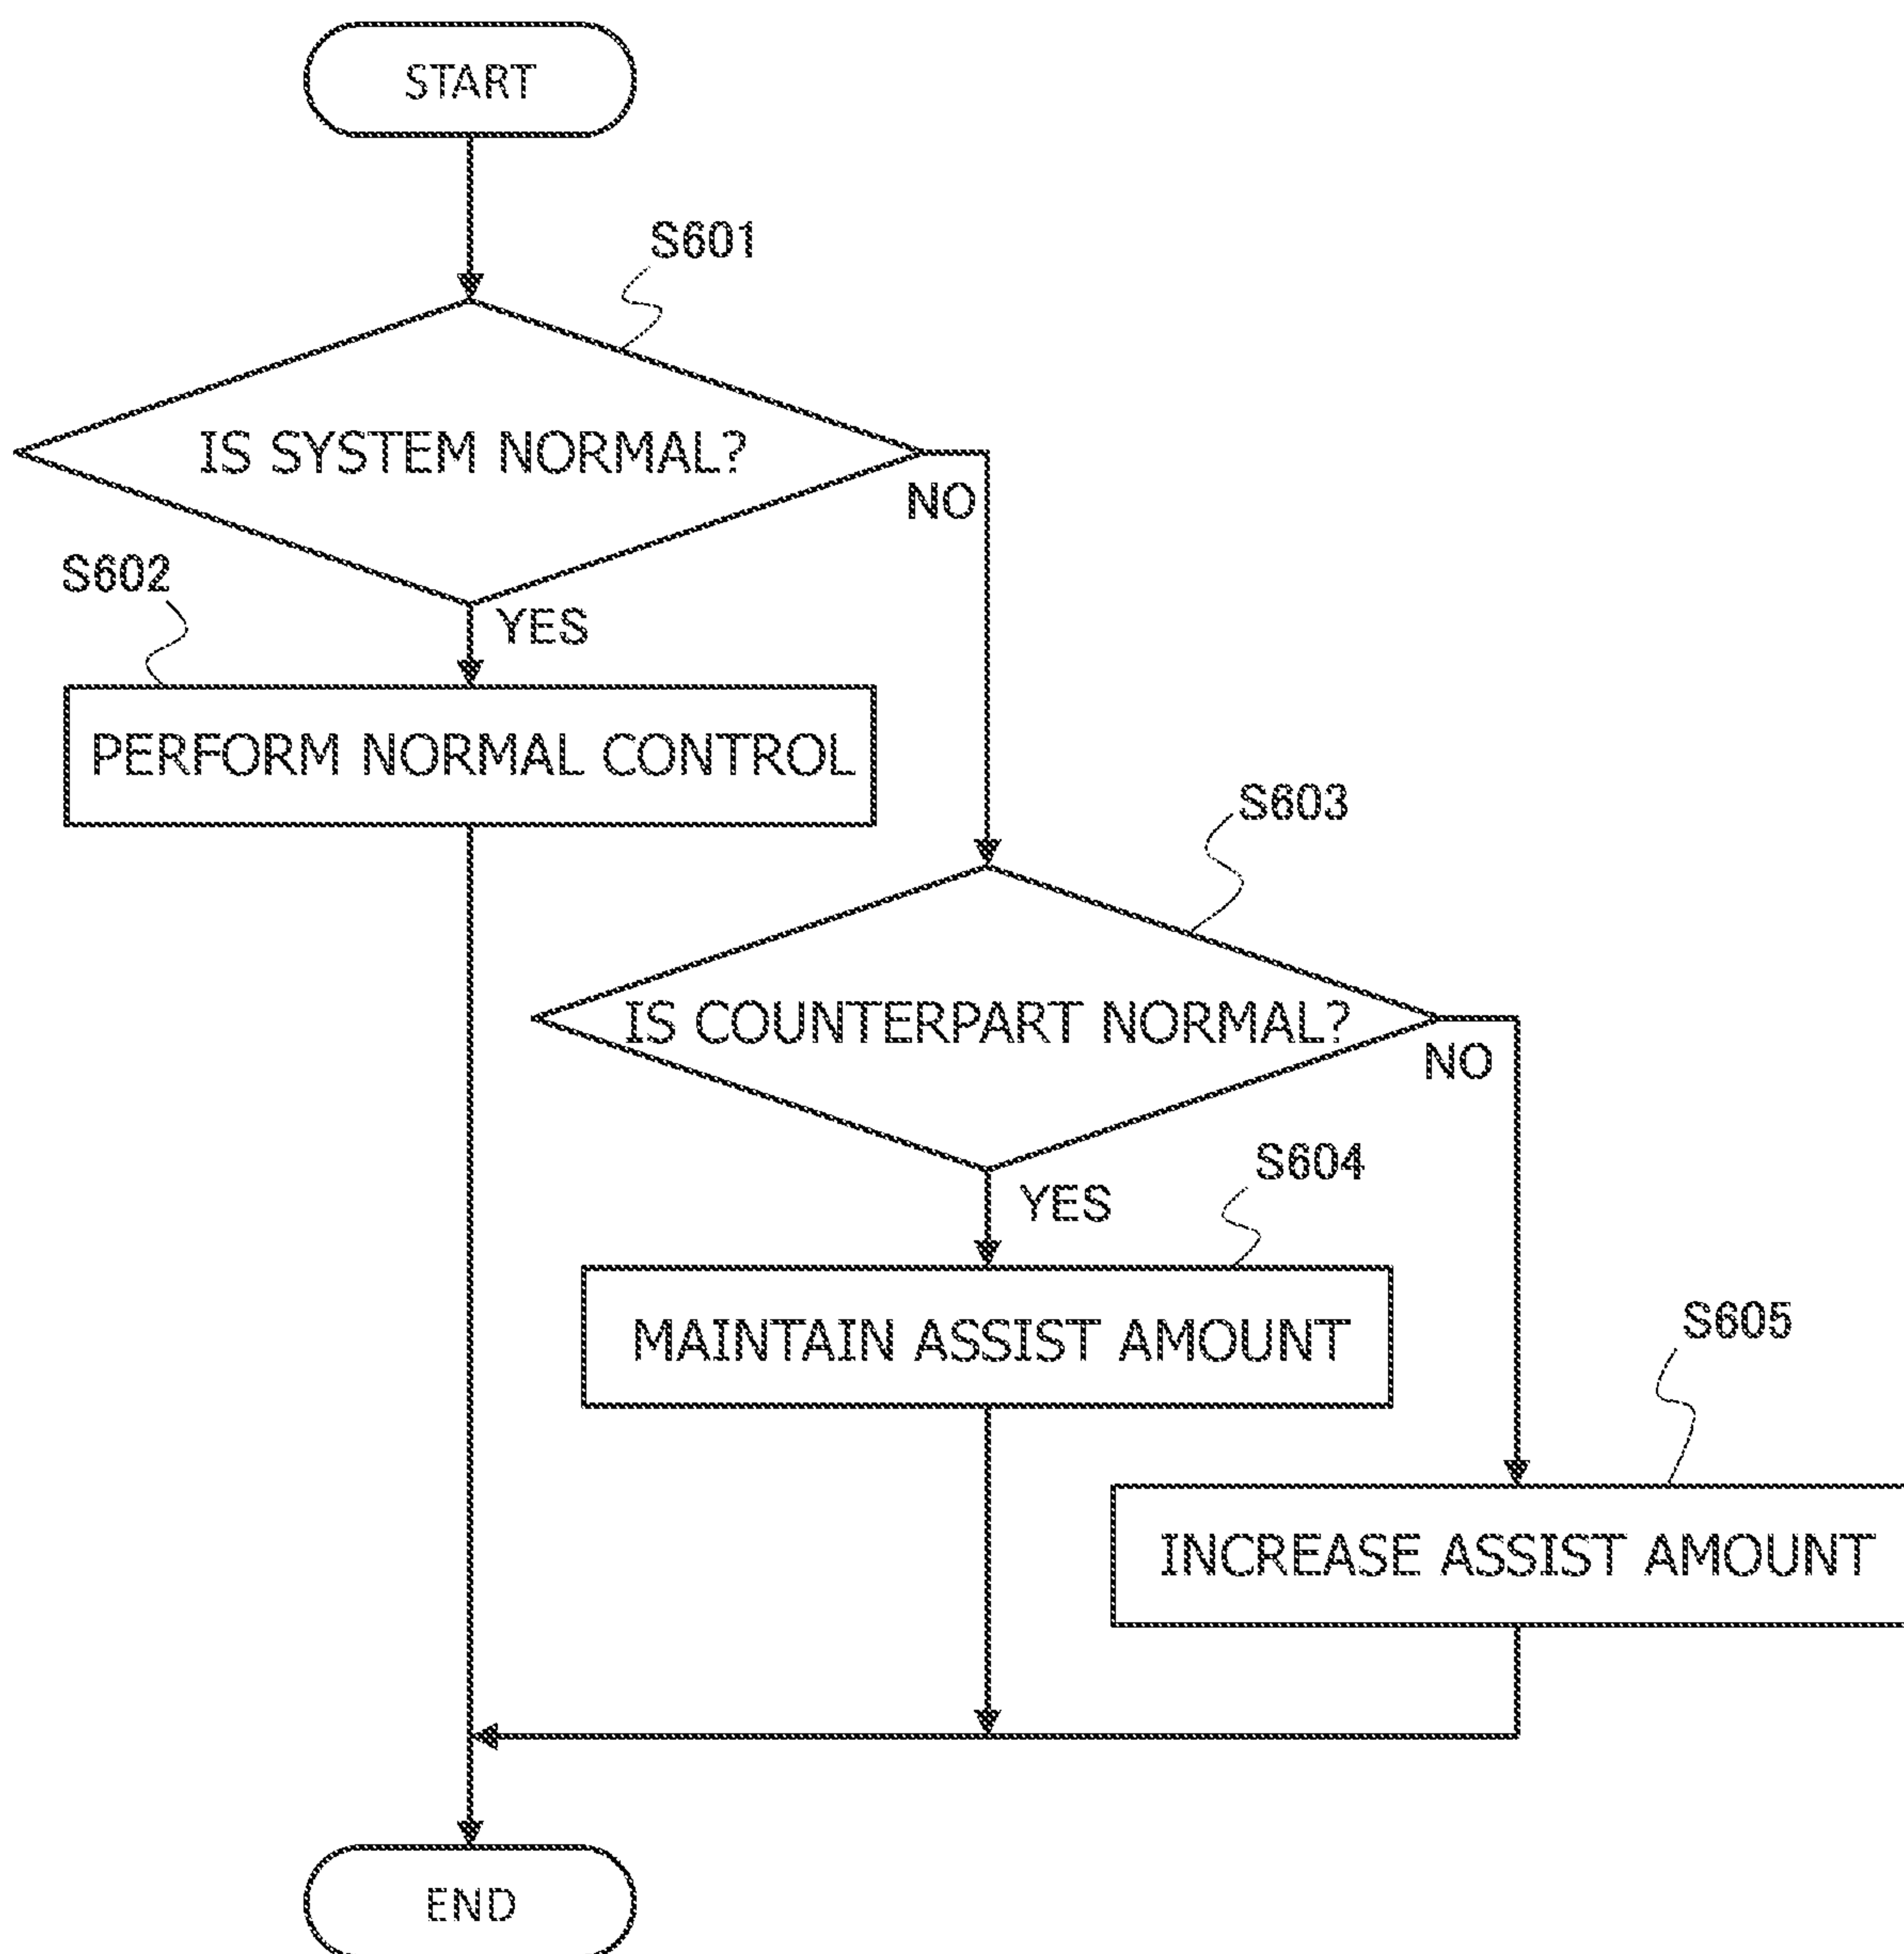 START
S601
IS SYSTEM NORMAL?
NO
S602
YES
PERFORM NORMAL CONTROL
S603
IS COUNTERPART NORMAL?
NO
S604
YES
MAINTAIN ASSIST AMOUNT
S605
INCREASE ASSIST AMOUNT
END